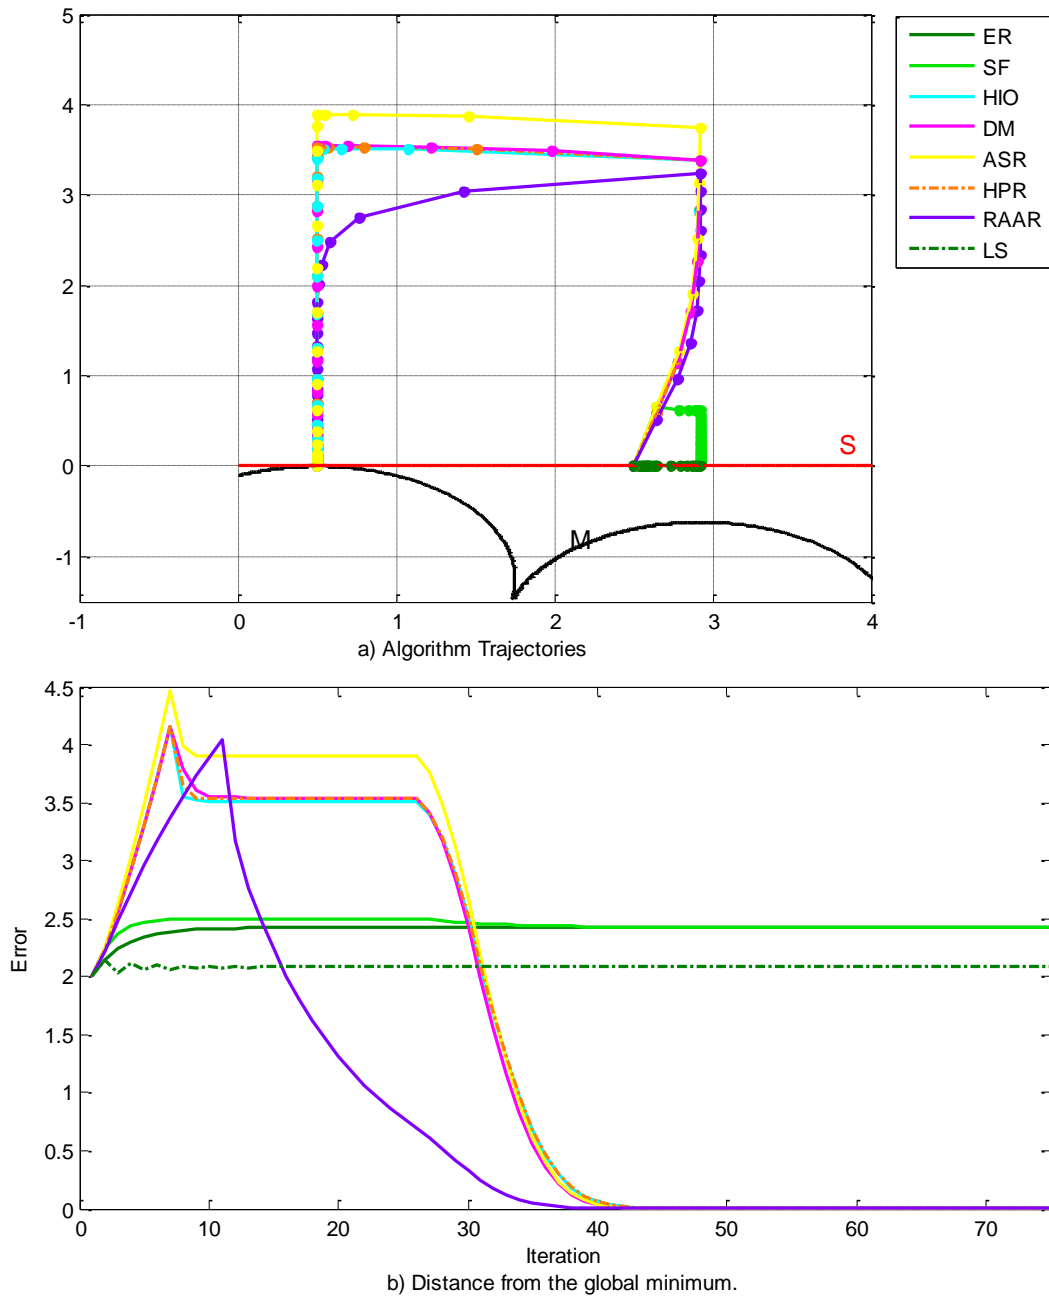 5
4
3
2
1
0
-1
-1
0
1
2
3
4
S
M
ER
SF
HIO
DM
ASR
HPR
RAAR
LS
a) Algorithm Trajectories
4.5
4
3.5
3
2.5
2
1.5
1
0.5
0
Error
0
10
20
30
40
50
60
70
Iteration
b) Distance from the global minimum.